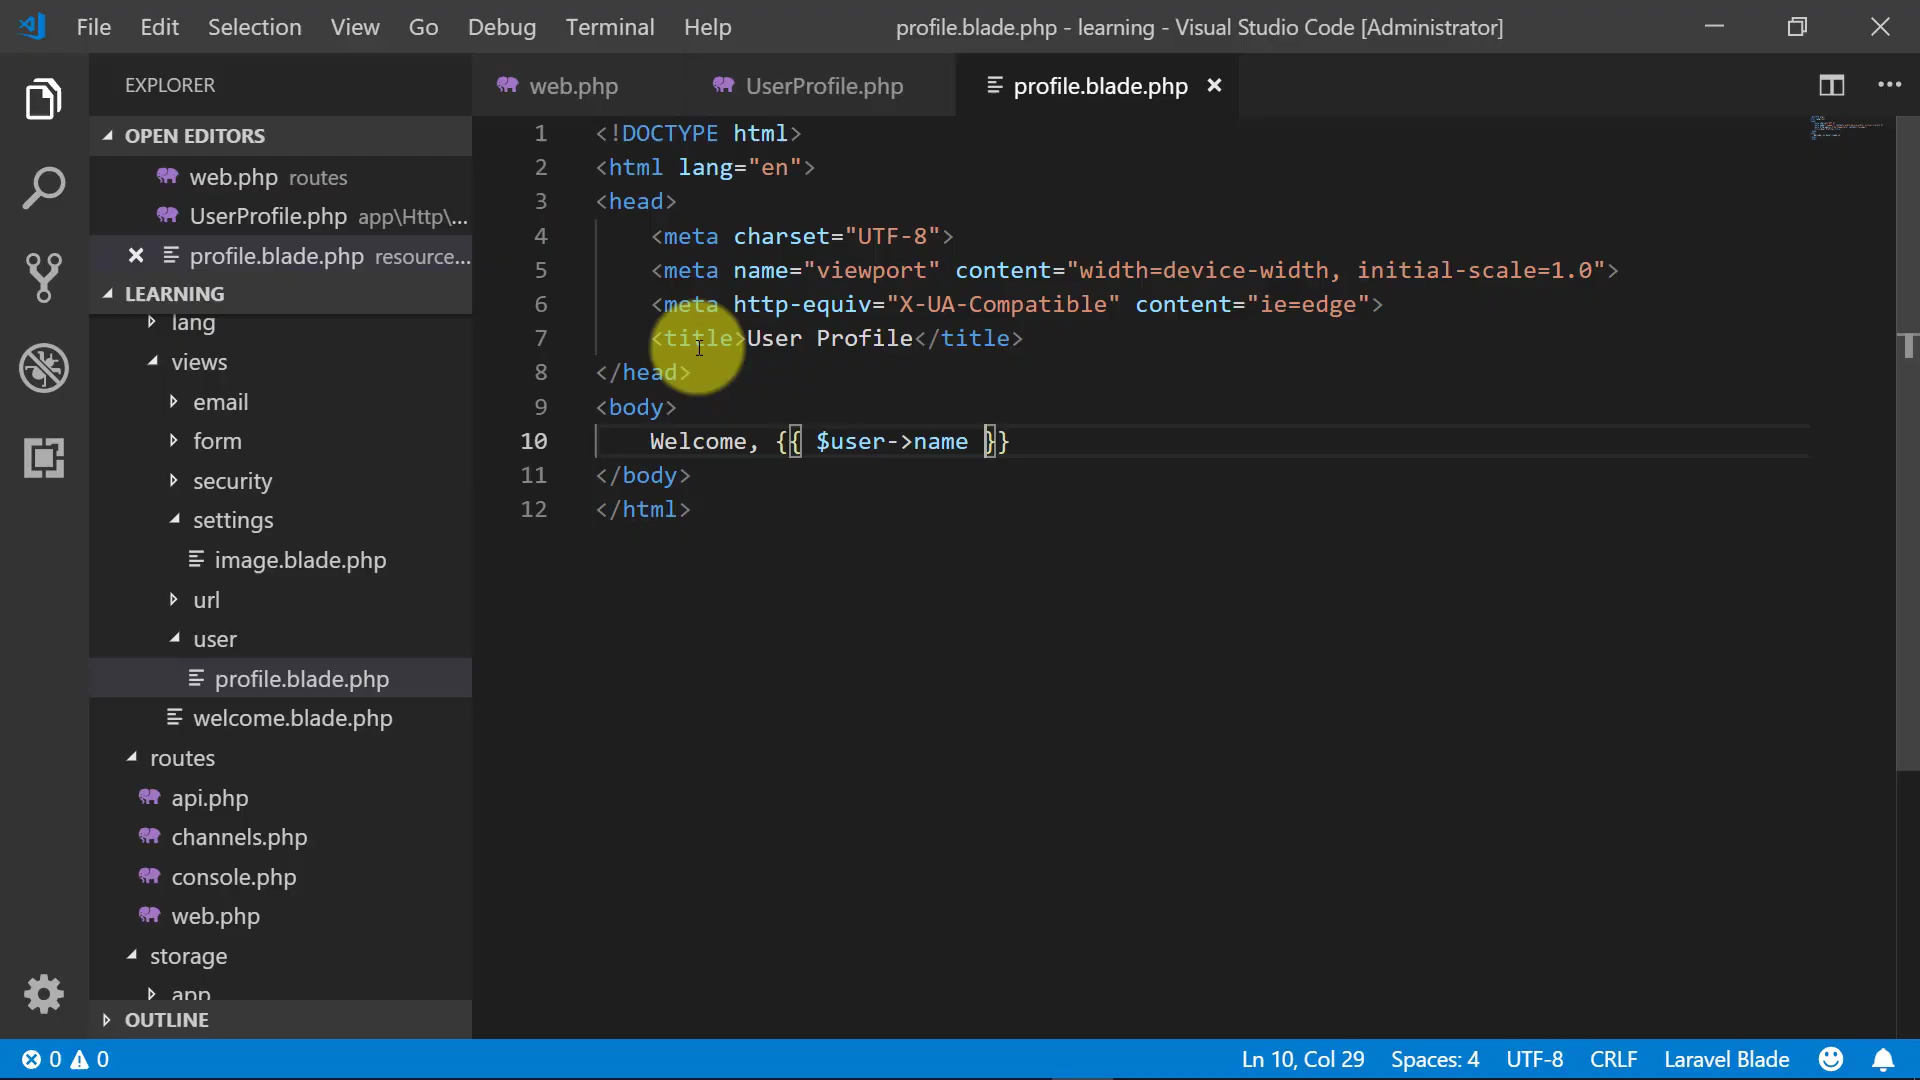 File Edit Selection View Go Debug Terminal Help
profile.blade.php - learning - Visual Studio Code [Administrator]
EXPLORER
OPEN EDITORS
web.php routes
UserProfile.php app\Http\...
profile.blade.php resource...
LEARNING
lang
views
email
form
security
settings
image.blade.php
url
user
profile.blade.php
welcome.blade.php
routes
api.php
channels.php
console.php
web.php
storage
app
OUTLINE
web.php UserProfile.php profile.blade.php
1 <!DOCTYPE html>
2 <html lang="en">
3 <head>
4 <meta charset="UTF-8">
5 <meta name="viewport" content="width=device-width, initial-scale=1.0">
6 <meta http-equiv="X-UA-Compatible" content="ie=edge">
7 <title>User Profile</title>
8 </head>
9 <body>
10 Welcome, {{ $user->name }}
11 </body>
12 </html>
0 0
Ln 10, Col 29 Spaces: 4 UTF-8 CRLF Laravel Blade